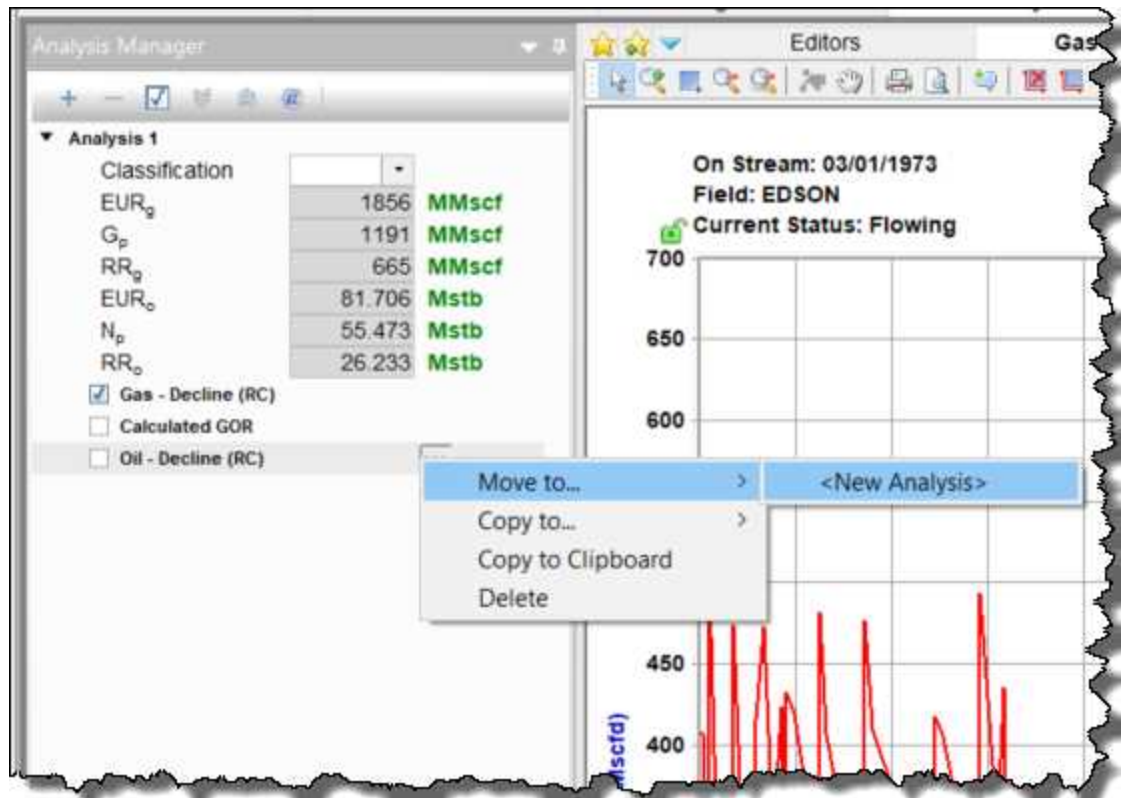 Analysis Manager
Editors
Gas
Analysis 1
Classification
EURg 1856 MMscf
Gp 1191 MMscf
RRg 665 MMscf
EURo 81.706 Mstb
Np 55.473 Mstb
RRo 26.233 Mstb
Gas - Decline (RC)
Calculated GOR
Oil - Decline (RC)
Move to...
<New Analysis>
Copy to...
Copy to Clipboard
Delete
On Stream: 03/01/1973
Field: EDSON
Current Status: Flowing
700
650
600
450
400